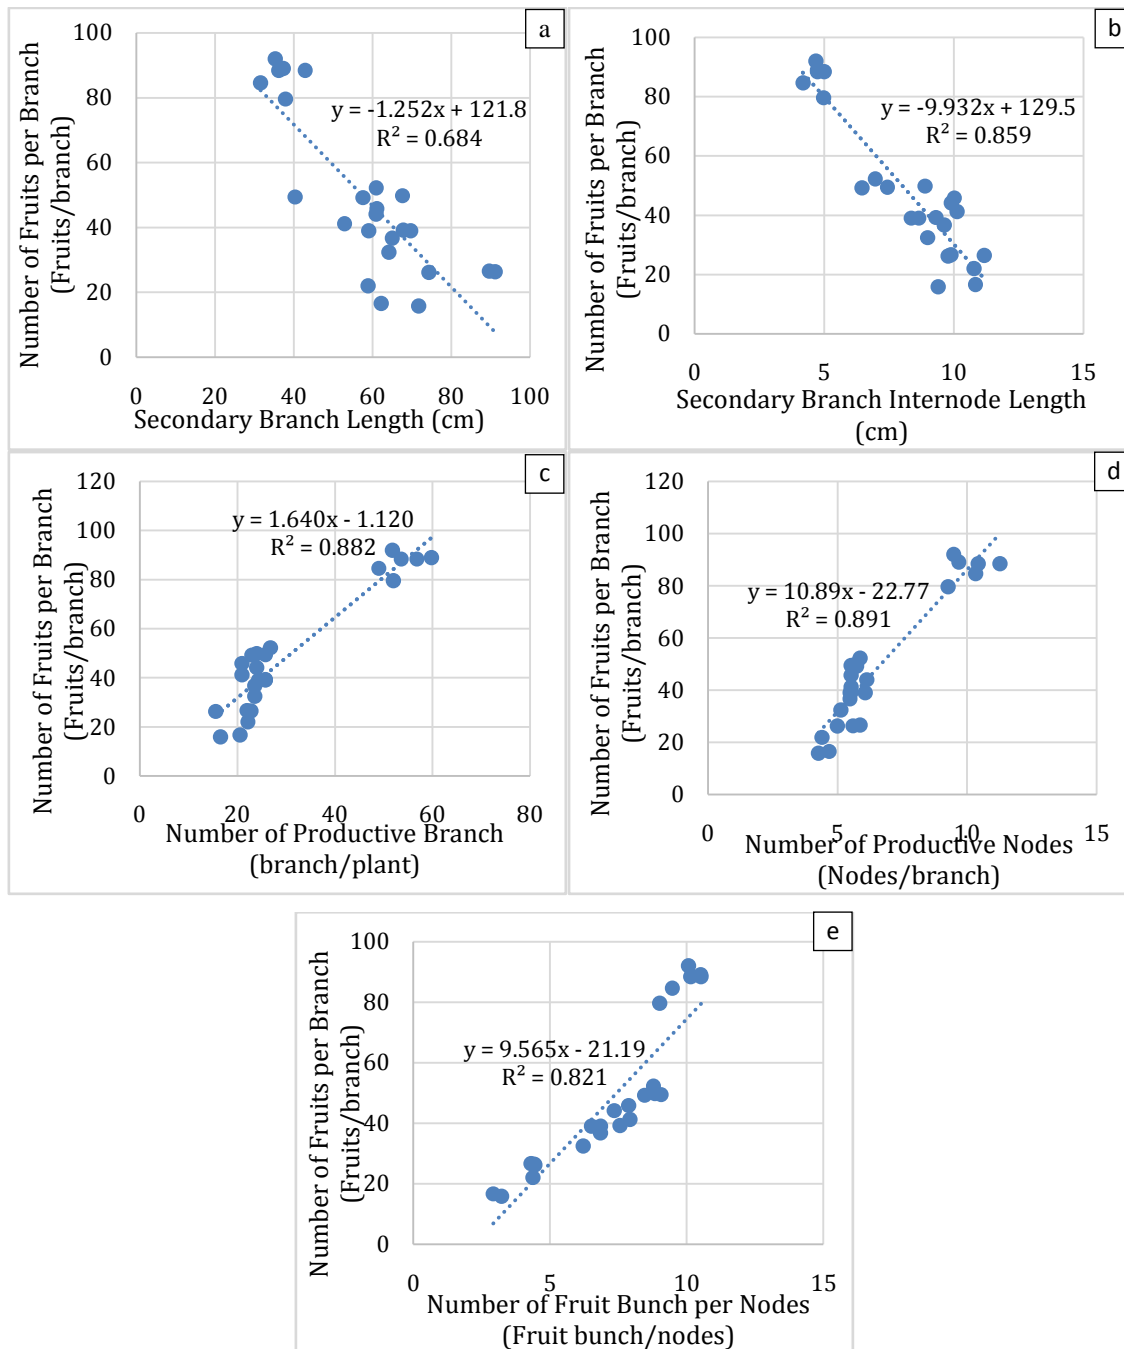 a
100
80
60
40
20
0
0
20
40
60
80
100
Number of Fruits per Branch
(Fruits/branch)
y = -1.252x + 121.8
R² = 0.684
Secondary Branch Length (cm)
b
100
80
60
40
20
0
0
5
10
15
Number of Fruits per Branch
(Fruits/branch)
y = -9.932x + 129.5
R² = 0.859
Secondary Branch Internode Length
(cm)
c
120
100
80
60
40
20
0
0
20
40
60
80
Number of Fruits per Branch
(Fruits/branch)
y = 1.640x - 1.120
R² = 0.882
Number of Productive Branch
(branch/plant)
d
120
100
80
60
40
20
0
0
5
10
15
Number of Fruits per Branch
(Fruits/branch)
y = 10.89x - 22.77
R² = 0.891
Number of Productive Nodes
(Nodes/branch)
e
100
80
60
40
20
0
0
5
10
15
Number of Fruits per Branch
(Fruits/branch)
y = 9.565x - 21.19
R² = 0.821
Number of Fruit Bunch per Nodes
(Fruit bunch/nodes)